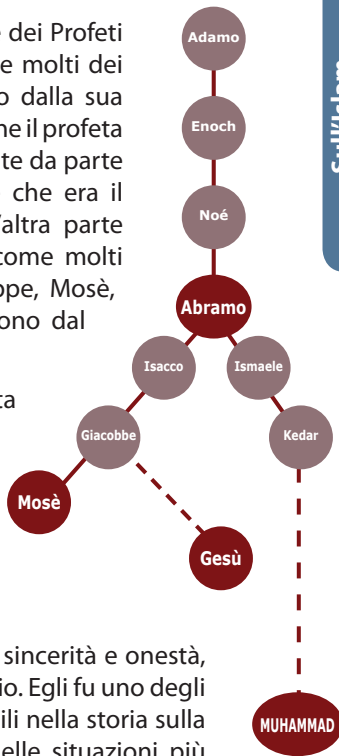 e dei Profeti
e molti dei
o dalla sua
ne il profeta
te da parte
che era il
altra parte
come molti
ppe, Mosè,
ono dal
ta
Adamo
Enoch
Noé
Abramo
Isacco Ismaele
Giacobbe Kedar
Mosè
Gesù
MUHAMMAD
sincerità e onestà,
io. Egli fu uno degli
ili nella storia sulla
elle situazioni più
Sull'Islam